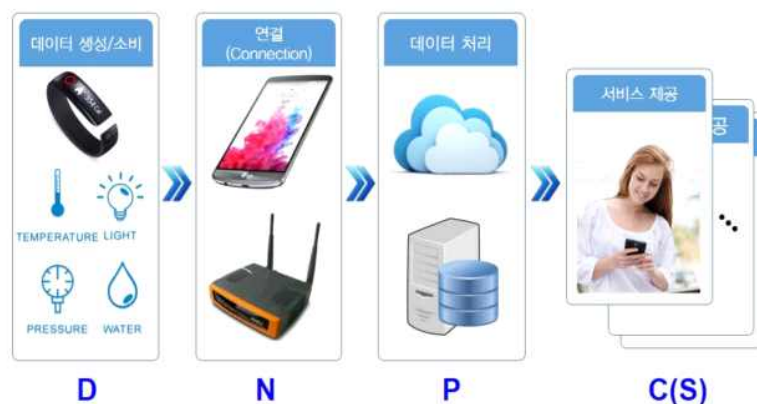 데이터 생성/소비
연결
(Connection)
데이터 처리
서비스 제공
공
TEMPERATURE LIGHT
PRESSURE WATER
D N P C(S)